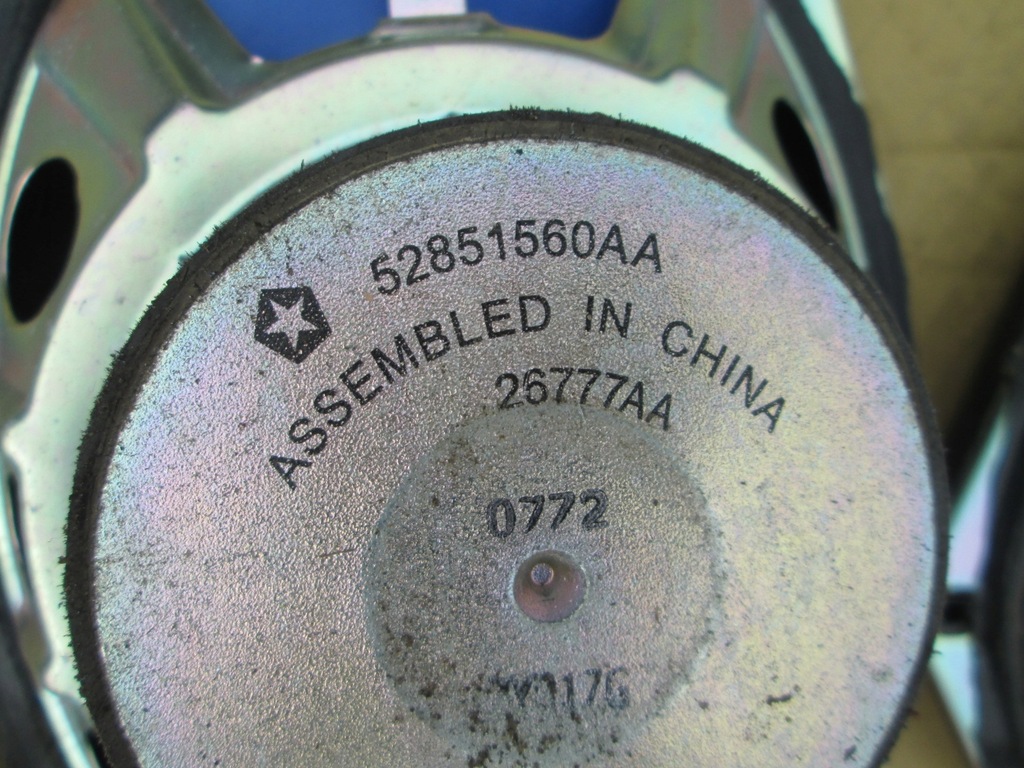 52851560AA
ASSEMBLED IN CHINA
26777AA
0772